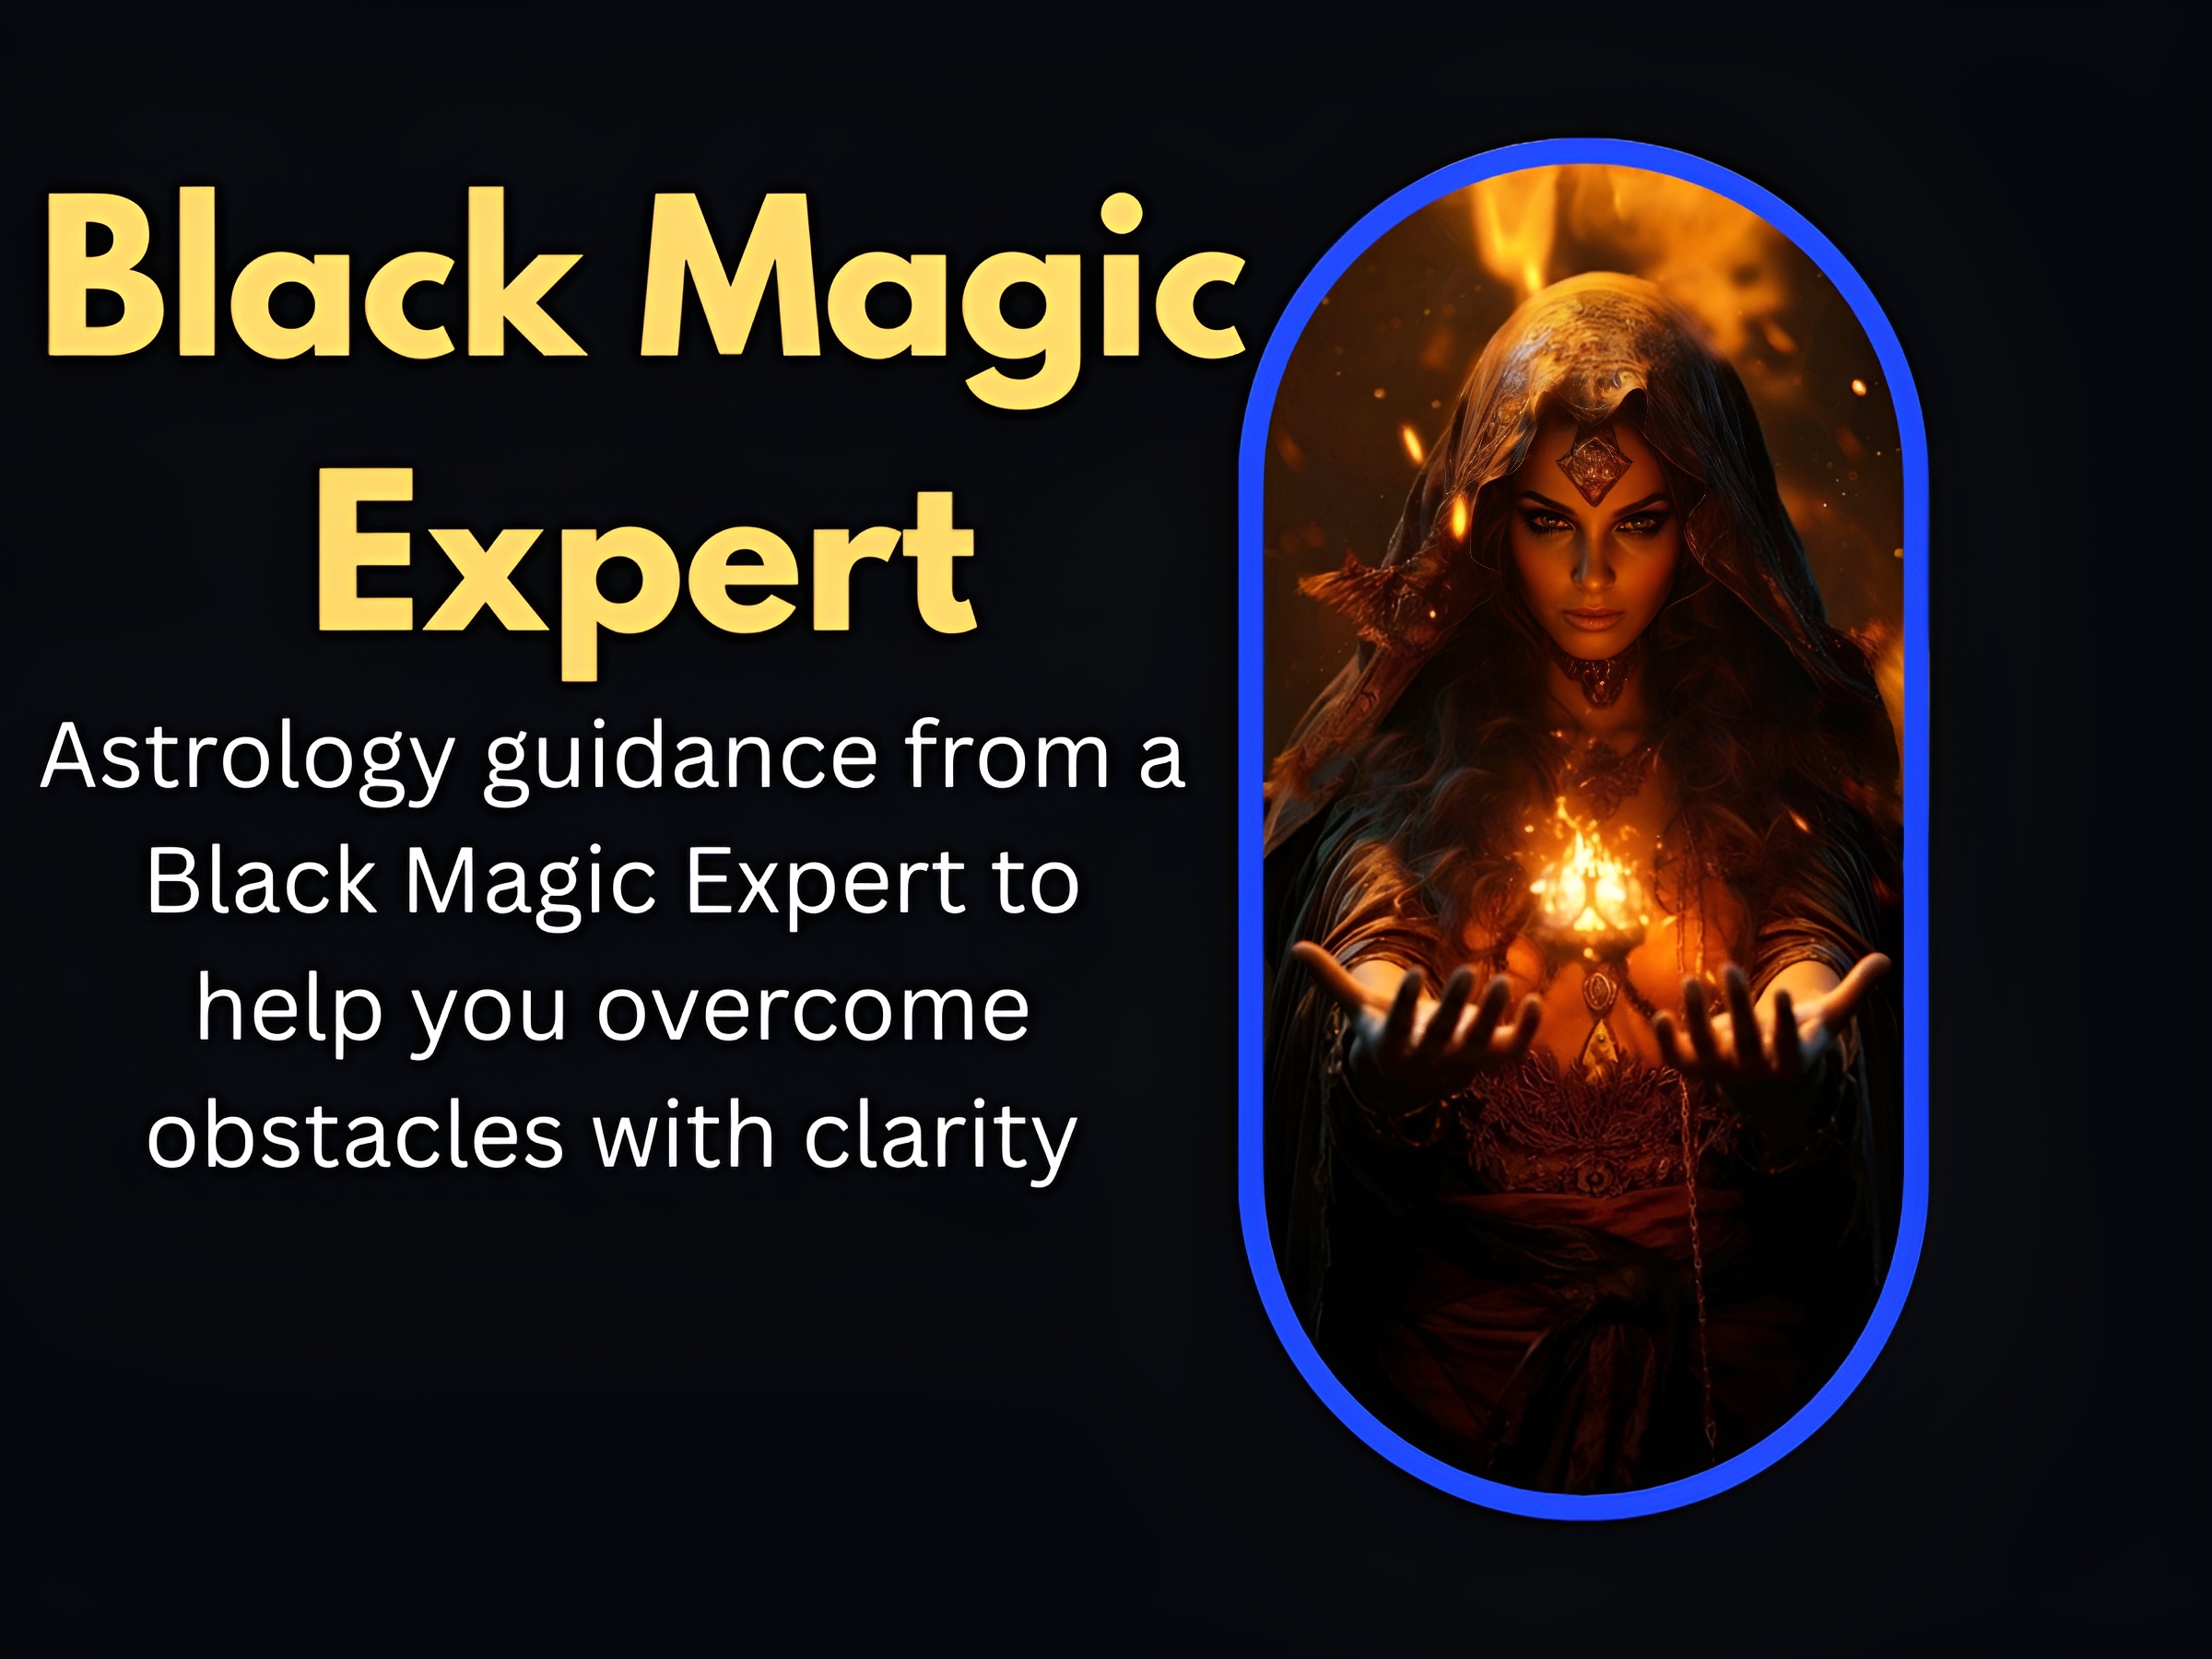 Black Magic
Expert
Astrology guidance from a
Black Magic Expert to
help you overcome
obstacles with clarity